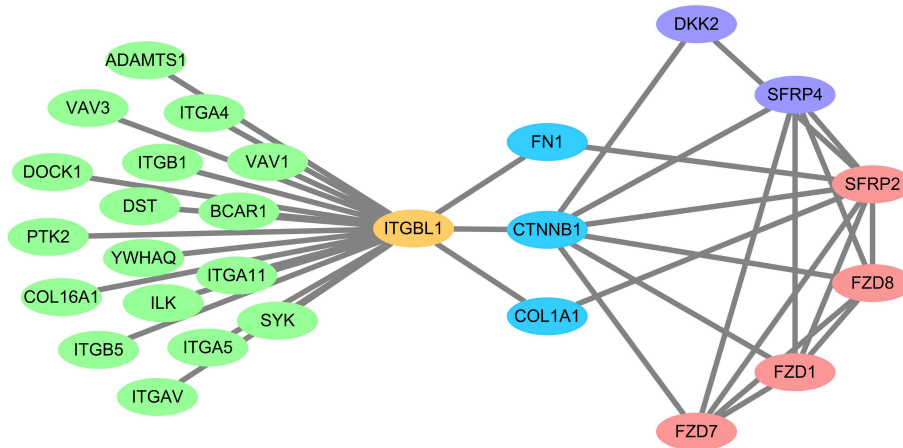 DKK2
ADAMTS1
SFRP4
VAV3
ITGA4
FN1
ITGB1
VAV1
DOCK1
SFRP2
DST
BCAR1
ITGBL1
CTNNB1
PTK2
YWHAQ
ITGA11
FZD8
COL16A1
ILK
COL1A1
SYK
ITGB5
ITGA5
FZD1
ITGAV
FZD7